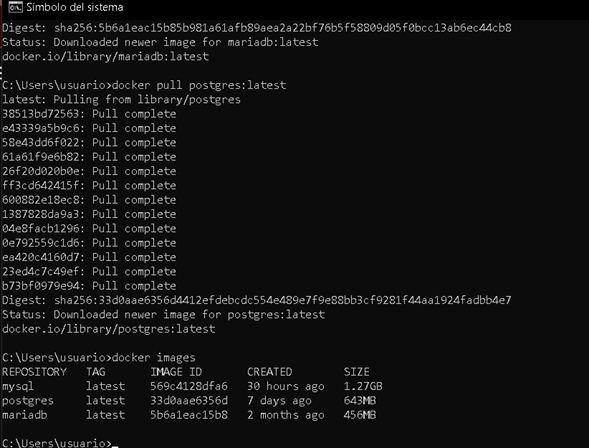 Símbolo del sistema
Digest: sha256:5b6a1eac15b85b981a61afb89aea2a22bf76b5f58809d05f0bcc13ab6ec44cb8
Status: Downloaded newer image for mariadb:latest
docker.io/library/mariadb:latest
C:\Users\usuario>docker pull postgres:latest
latest: Pulling from library/postgres
38513bd72563: Pull complete
e43339a5b9c6: Pull complete
58e43dd6f022: Pull complete
61a61f9e6b82: Pull complete
26f20d020b0e: Pull complete
ff3cd642415f: Pull complete
600882e18ec8: Pull complete
1387828da9a3: Pull complete
04e8facb1296: Pull complete
0e792559c1d6: Pull complete
ea420c4160d7: Pull complete
23ed4c7c49ef: Pull complete
b73bf0979e94: Pull complete
Digest: sha256:33d0aae6356d4412efdebcdc554e489e7f9e88bb3cf9281f44aa1924fadbb4e7
Status: Downloaded newer image for postgres:latest
docker.io/library/postgres:latest
C:\Users\usuario>docker images
REPOSITORY   TAG       IMAGE ID       CREATED        SIZE
mysql        latest    569c4128dfa6   30 hours ago   1.27GB
postgres     latest    33d0aae6356d   7 days ago     643MB
mariadb      latest    5b6a1eac15b8   2 months ago   456MB
C:\Users\usuario>